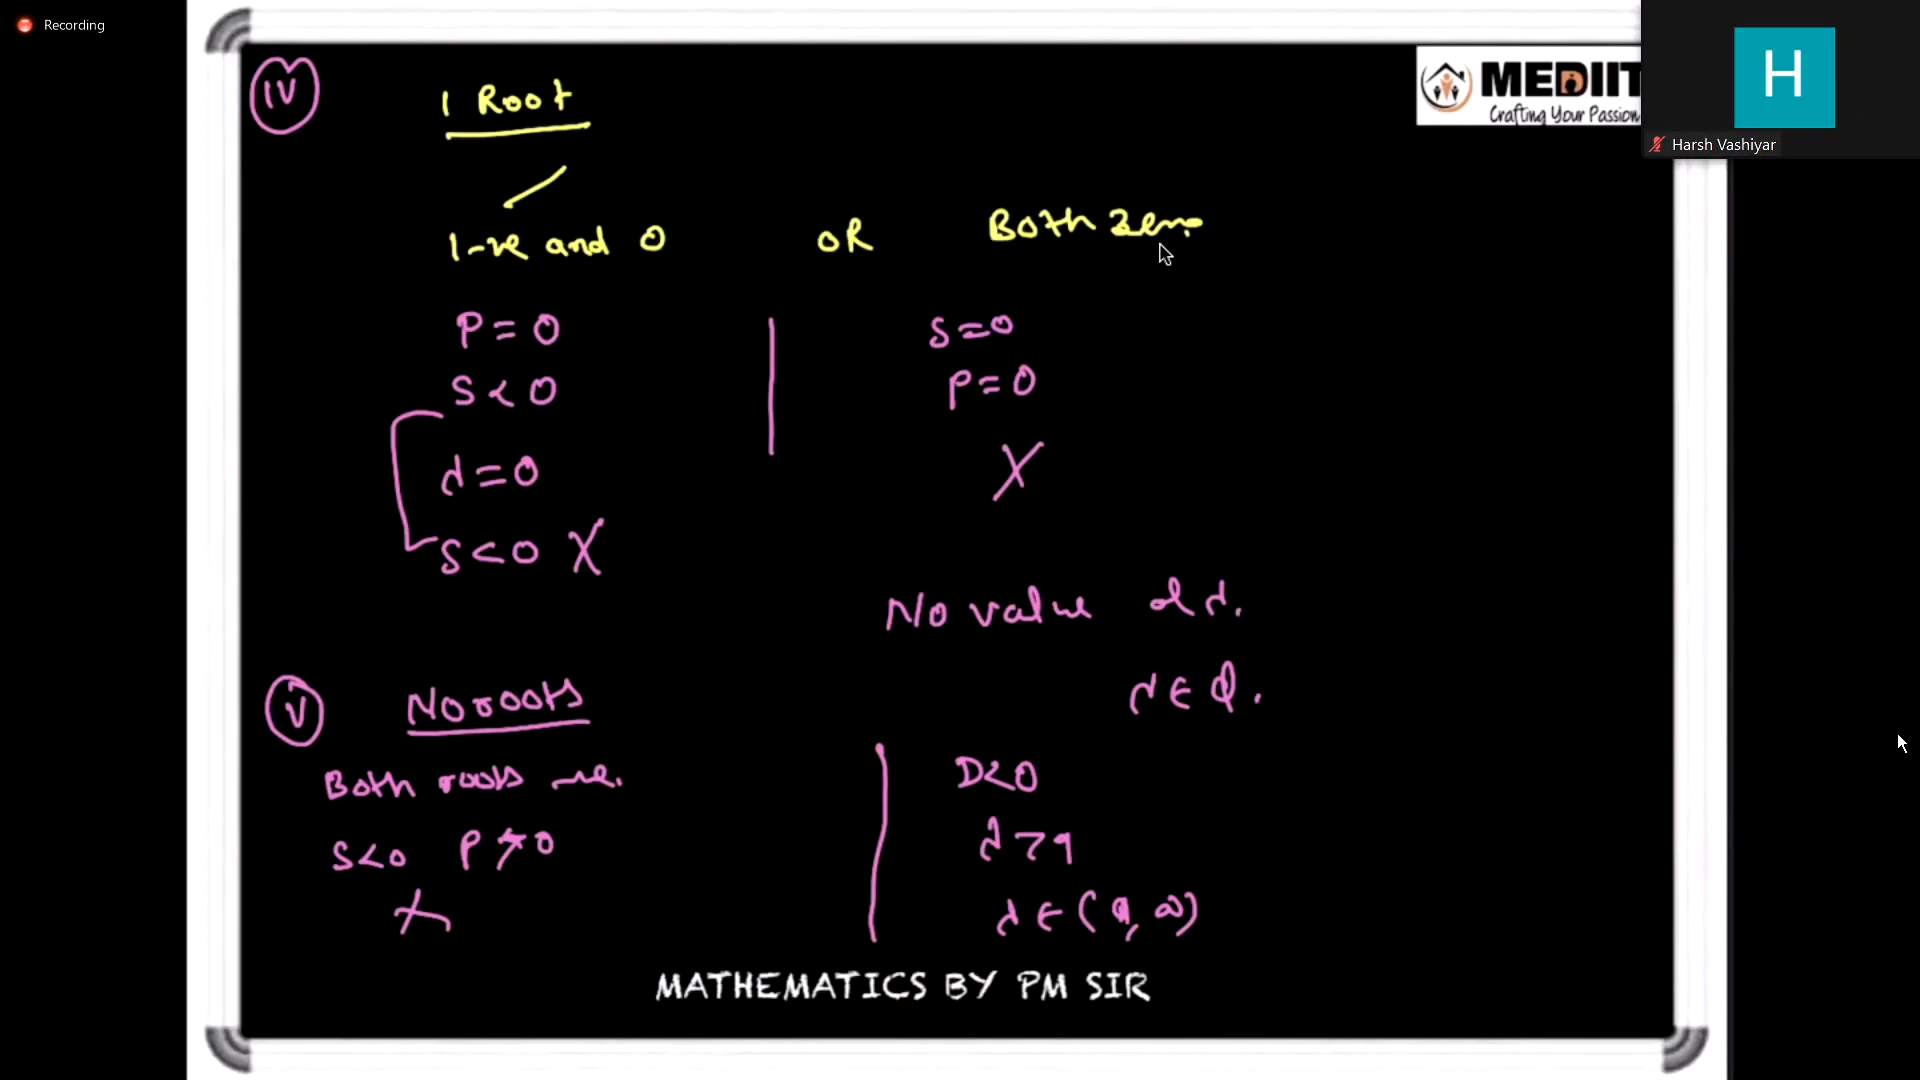 Recording
MEDIIT
Crafting Your Passion
H
Harsh Vashiyar
IV
1 Root
1 -ve and 0 OR Both zero
P = 0
S < 0
λ = 0
S < 0 X
S = 0
P = 0
X
No value of λ.
λ ∈ φ.
V
No roots
Both roots -ve.
S < 0 P > 0
X
D < 0
λ > 9
λ ∈ (9, ∞)
MATHEMATICS BY PM SIR